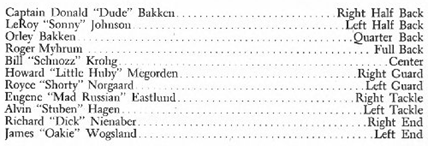 Captain Donald "Dude" Bakken..........Right Half Back
LeRoy "Sonny" Johnson..........Left Half Back
Orley Bakken..........Quarter Back
Roger Myhrum..........Full Back
Bill "Schnozz" Krohg..........Center
Howard "Little Huby" Megorden..........Right Guard
Royce "Shorty" Norgaard..........Left Guard
Eugene "Mad Russian" Eastlund..........Right Tackle
Alvin "Stuben" Hagen..........Left Tackle
Richard "Dick" Nienaber..........Right End
James "Oakie" Wogsland..........Left End